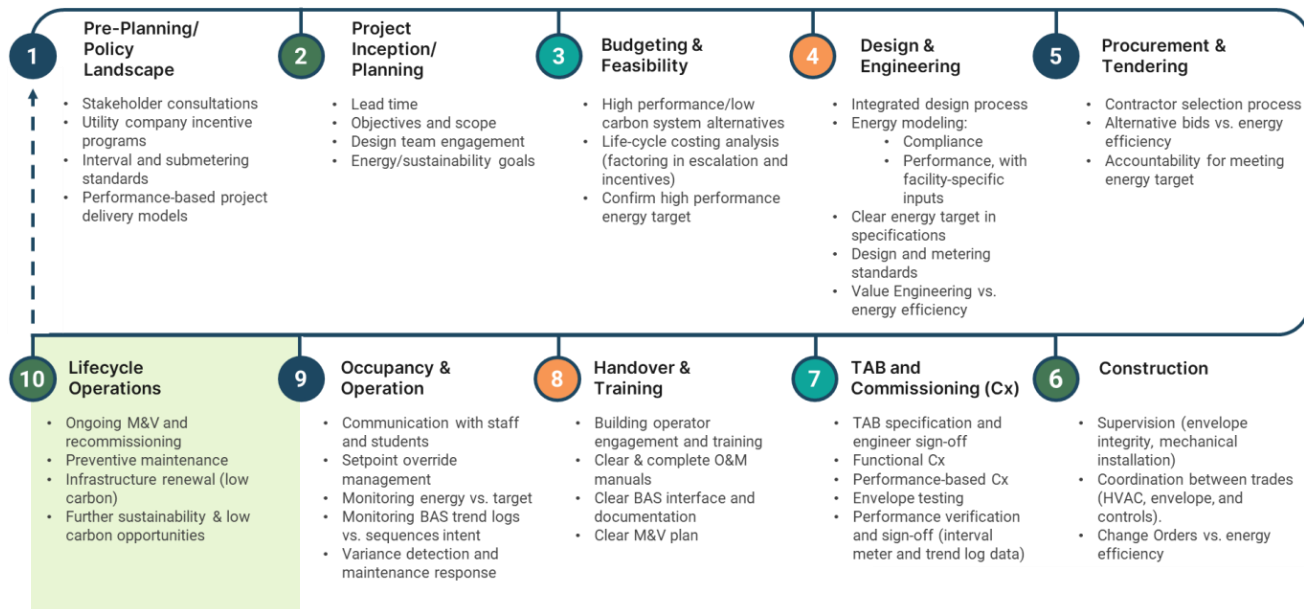 1
Pre-Planning/
Policy
Landscape
• Stakeholder consultations
• Utility company incentive
programs
• Interval and submetering
standards
• Performance-based project
delivery models
2
Project
Inception/
Planning
• Lead time
• Objectives and scope
• Design team engagement
• Energy/sustainability goals
3
Budgeting &
Feasibility
• High performance/low
carbon system alternatives
• Life-cycle costing analysis
(factoring in escalation and
incentives)
• Confirm high performance
energy target
4
Design &
Engineering
• Integrated design process
• Energy modeling:
• Compliance
• Performance, with
facility-specific
inputs
• Clear energy target in
specifications
• Design and metering
standards
• Value Engineering vs.
energy efficiency
5
Procurement &
Tendering
• Contractor selection process
• Alternative bids vs. energy
efficiency
• Accountability for meeting
energy target
10
Lifecycle
Operations
• Ongoing M&V and
recommissioning
• Preventive maintenance
• Infrastructure renewal (low
carbon)
• Further sustainability & low
carbon opportunities
9
Occupancy &
Operation
• Communication with staff
and students
• Setpoint override
management
• Monitoring energy vs. target
• Monitoring BAS trend logs
vs. sequences intent
• Variance detection and
maintenance response
8
Handover &
Training
• Building operator
engagement and training
• Clear & complete O&M
manuals
• Clear BAS interface and
documentation
• Clear M&V plan
7
TAB and
Commissioning (Cx)
• TAB specification and
engineer sign-off
• Functional Cx
• Performance-based Cx
• Envelope testing
• Performance verification
and sign-off (interval
meter and trend log data)
6
Construction
• Supervision (envelope
integrity, mechanical
installation)
• Coordination between trades
(HVAC, envelope, and
controls).
• Change Orders vs. energy
efficiency